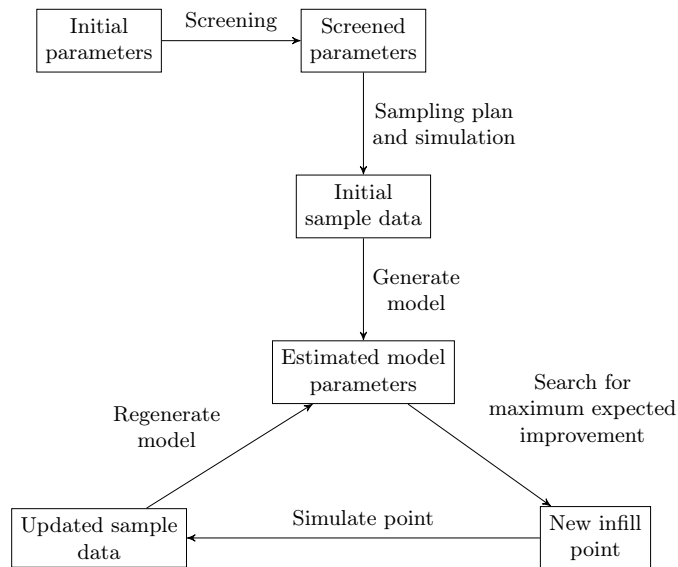 Initial
parameters
Screening
Screened
parameters
Sampling plan
and simulation
Initial
sample data
Generate
model
Estimated model
parameters
Search for
maximum expected
improvement
Regenerate
model
Updated sample
data
Simulate point
New infill
point